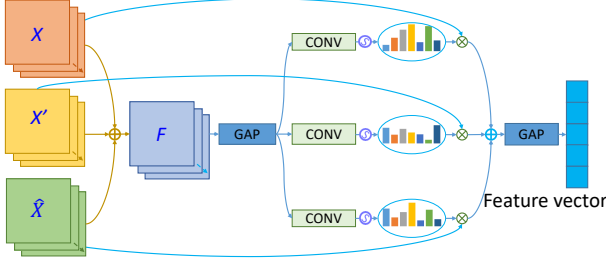 X
CONV
X′
F
GAP
CONV
GAP
X̂
CONV
Feature vector